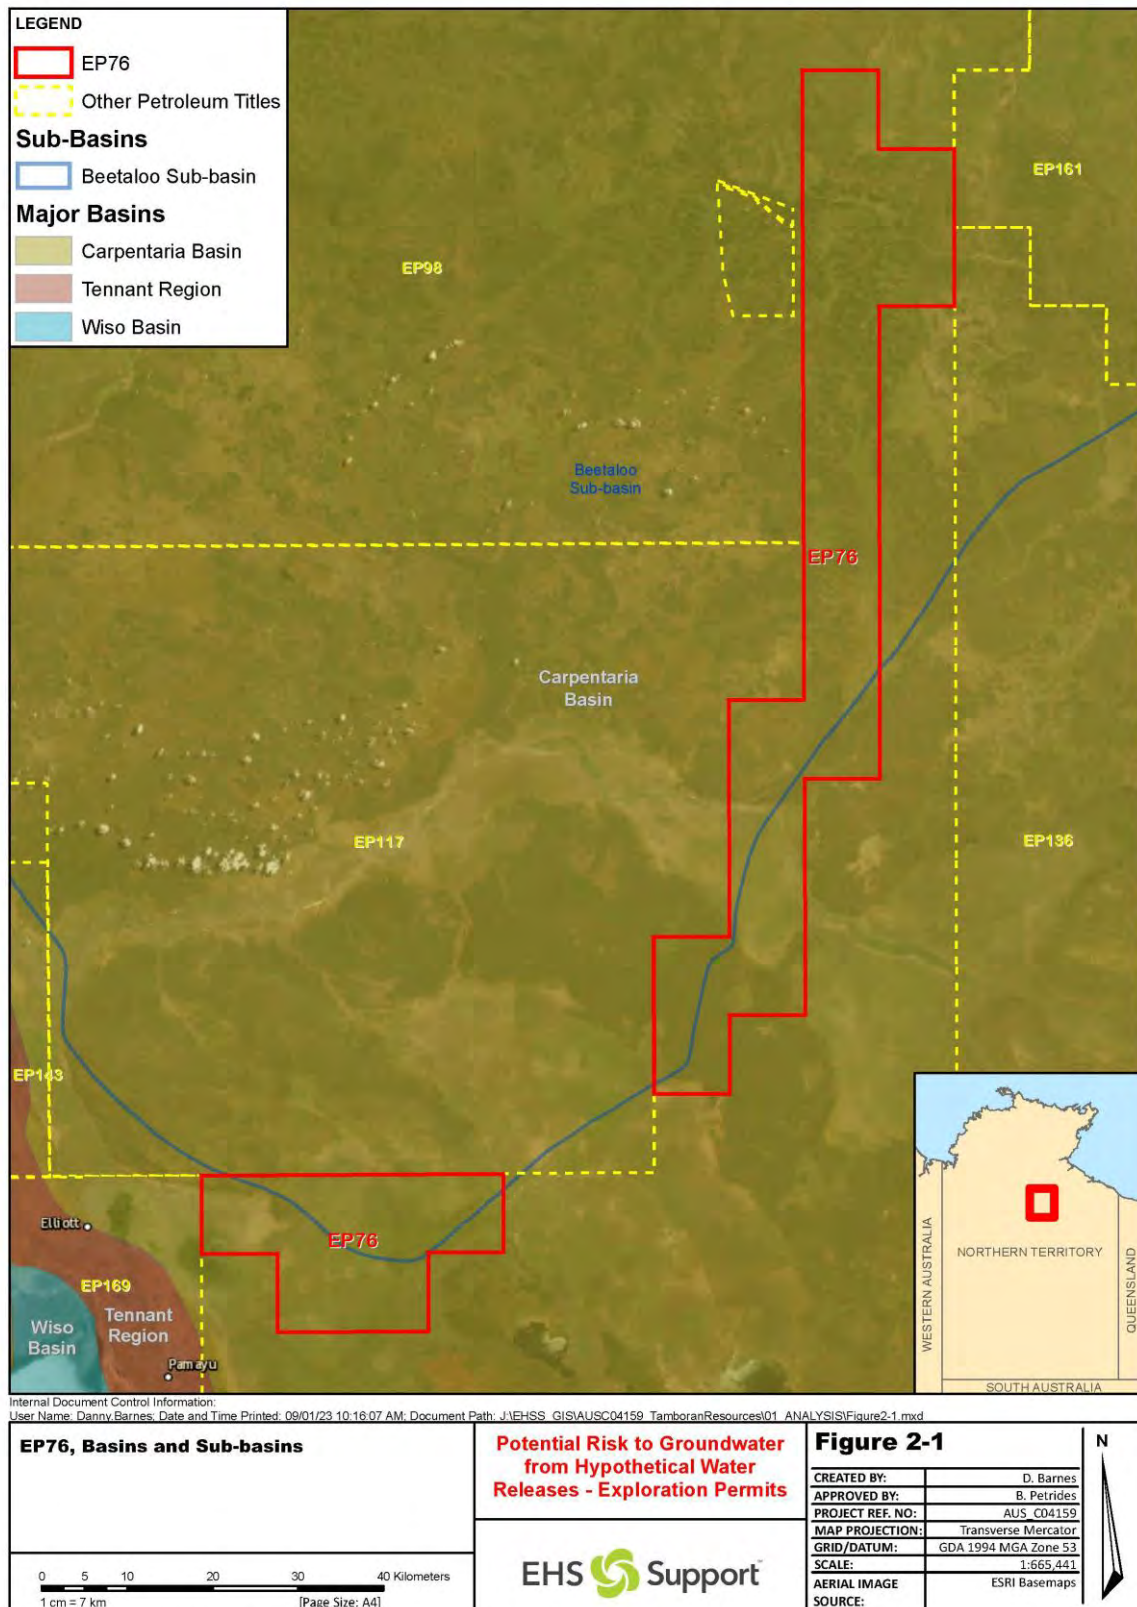 LEGEND
EP76
Other Petroleum Titles
Sub-Basins
Beetaloo Sub-basin
Major Basins
Carpentaria Basin
Tennant Region
Wiso Basin
EP161
EP98
Beetaloo
Sub-basin
EP76
Carpentaria
Basin
EP117
EP136
EP143
Elliott
EP76
EP169
Tennant
Region
Wiso
Basin
Pamayu
WESTERN AUSTRALIA
NORTHERN TERRITORY
QUEENSLAND
SOUTH AUSTRALIA
Internal Document Control Information:
User Name: Danny.Barnes; Date and Time Printed: 09/01/23 10:16:07 AM; Document Path: J:\EHSS_GIS\AUSC04159_TamboranResources\01_ANALYSIS\Figure2-1.mxd
EP76, Basins and Sub-basins
0 5 10 20 30 40 Kilometers
1 cm = 7 km [Page Size: A4]
Potential Risk to Groundwater
from Hypothetical Water
Releases - Exploration Permits
EHS Support™
Figure 2-1
CREATED BY: D. Barnes
APPROVED BY: B. Petrides
PROJECT REF. NO: AUS_C04159
MAP PROJECTION: Transverse Mercator
GRID/DATUM: GDA 1994 MGA Zone 53
SCALE: 1:665,441
AERIAL IMAGE ESRI Basemaps
SOURCE:
N